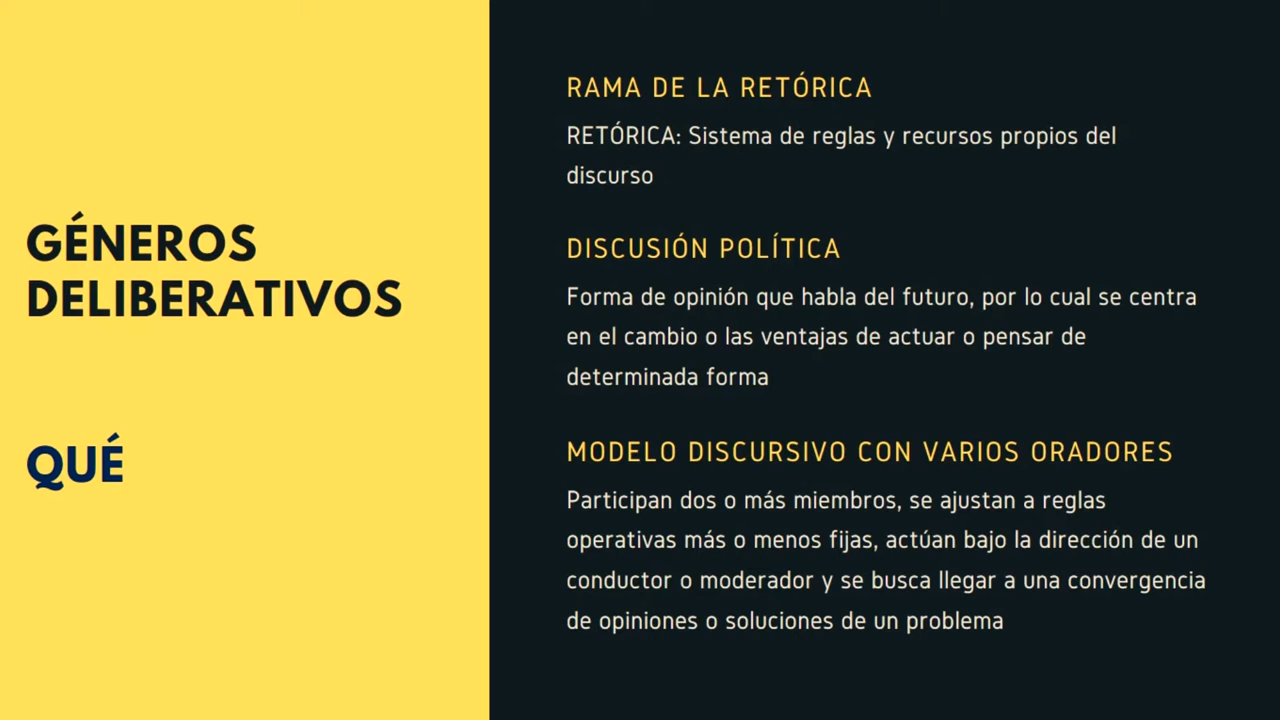 GÉNEROS
DELIBERATIVOS
QUÉ
RAMA DE LA RETÓRICA
RETÓRICA: Sistema de reglas y recursos propios del
discurso
DISCUSIÓN POLÍTICA
Forma de opinión que habla del futuro, por lo cual se centra
en el cambio o las ventajas de actuar o pensar de
determinada forma
MODELO DISCURSIVO CON VARIOS ORADORES
Participan dos o más miembros, se ajustan a reglas
operativas más o menos fijas, actúan bajo la dirección de un
conductor o moderador y se busca llegar a una convergencia
de opiniones o soluciones de un problema